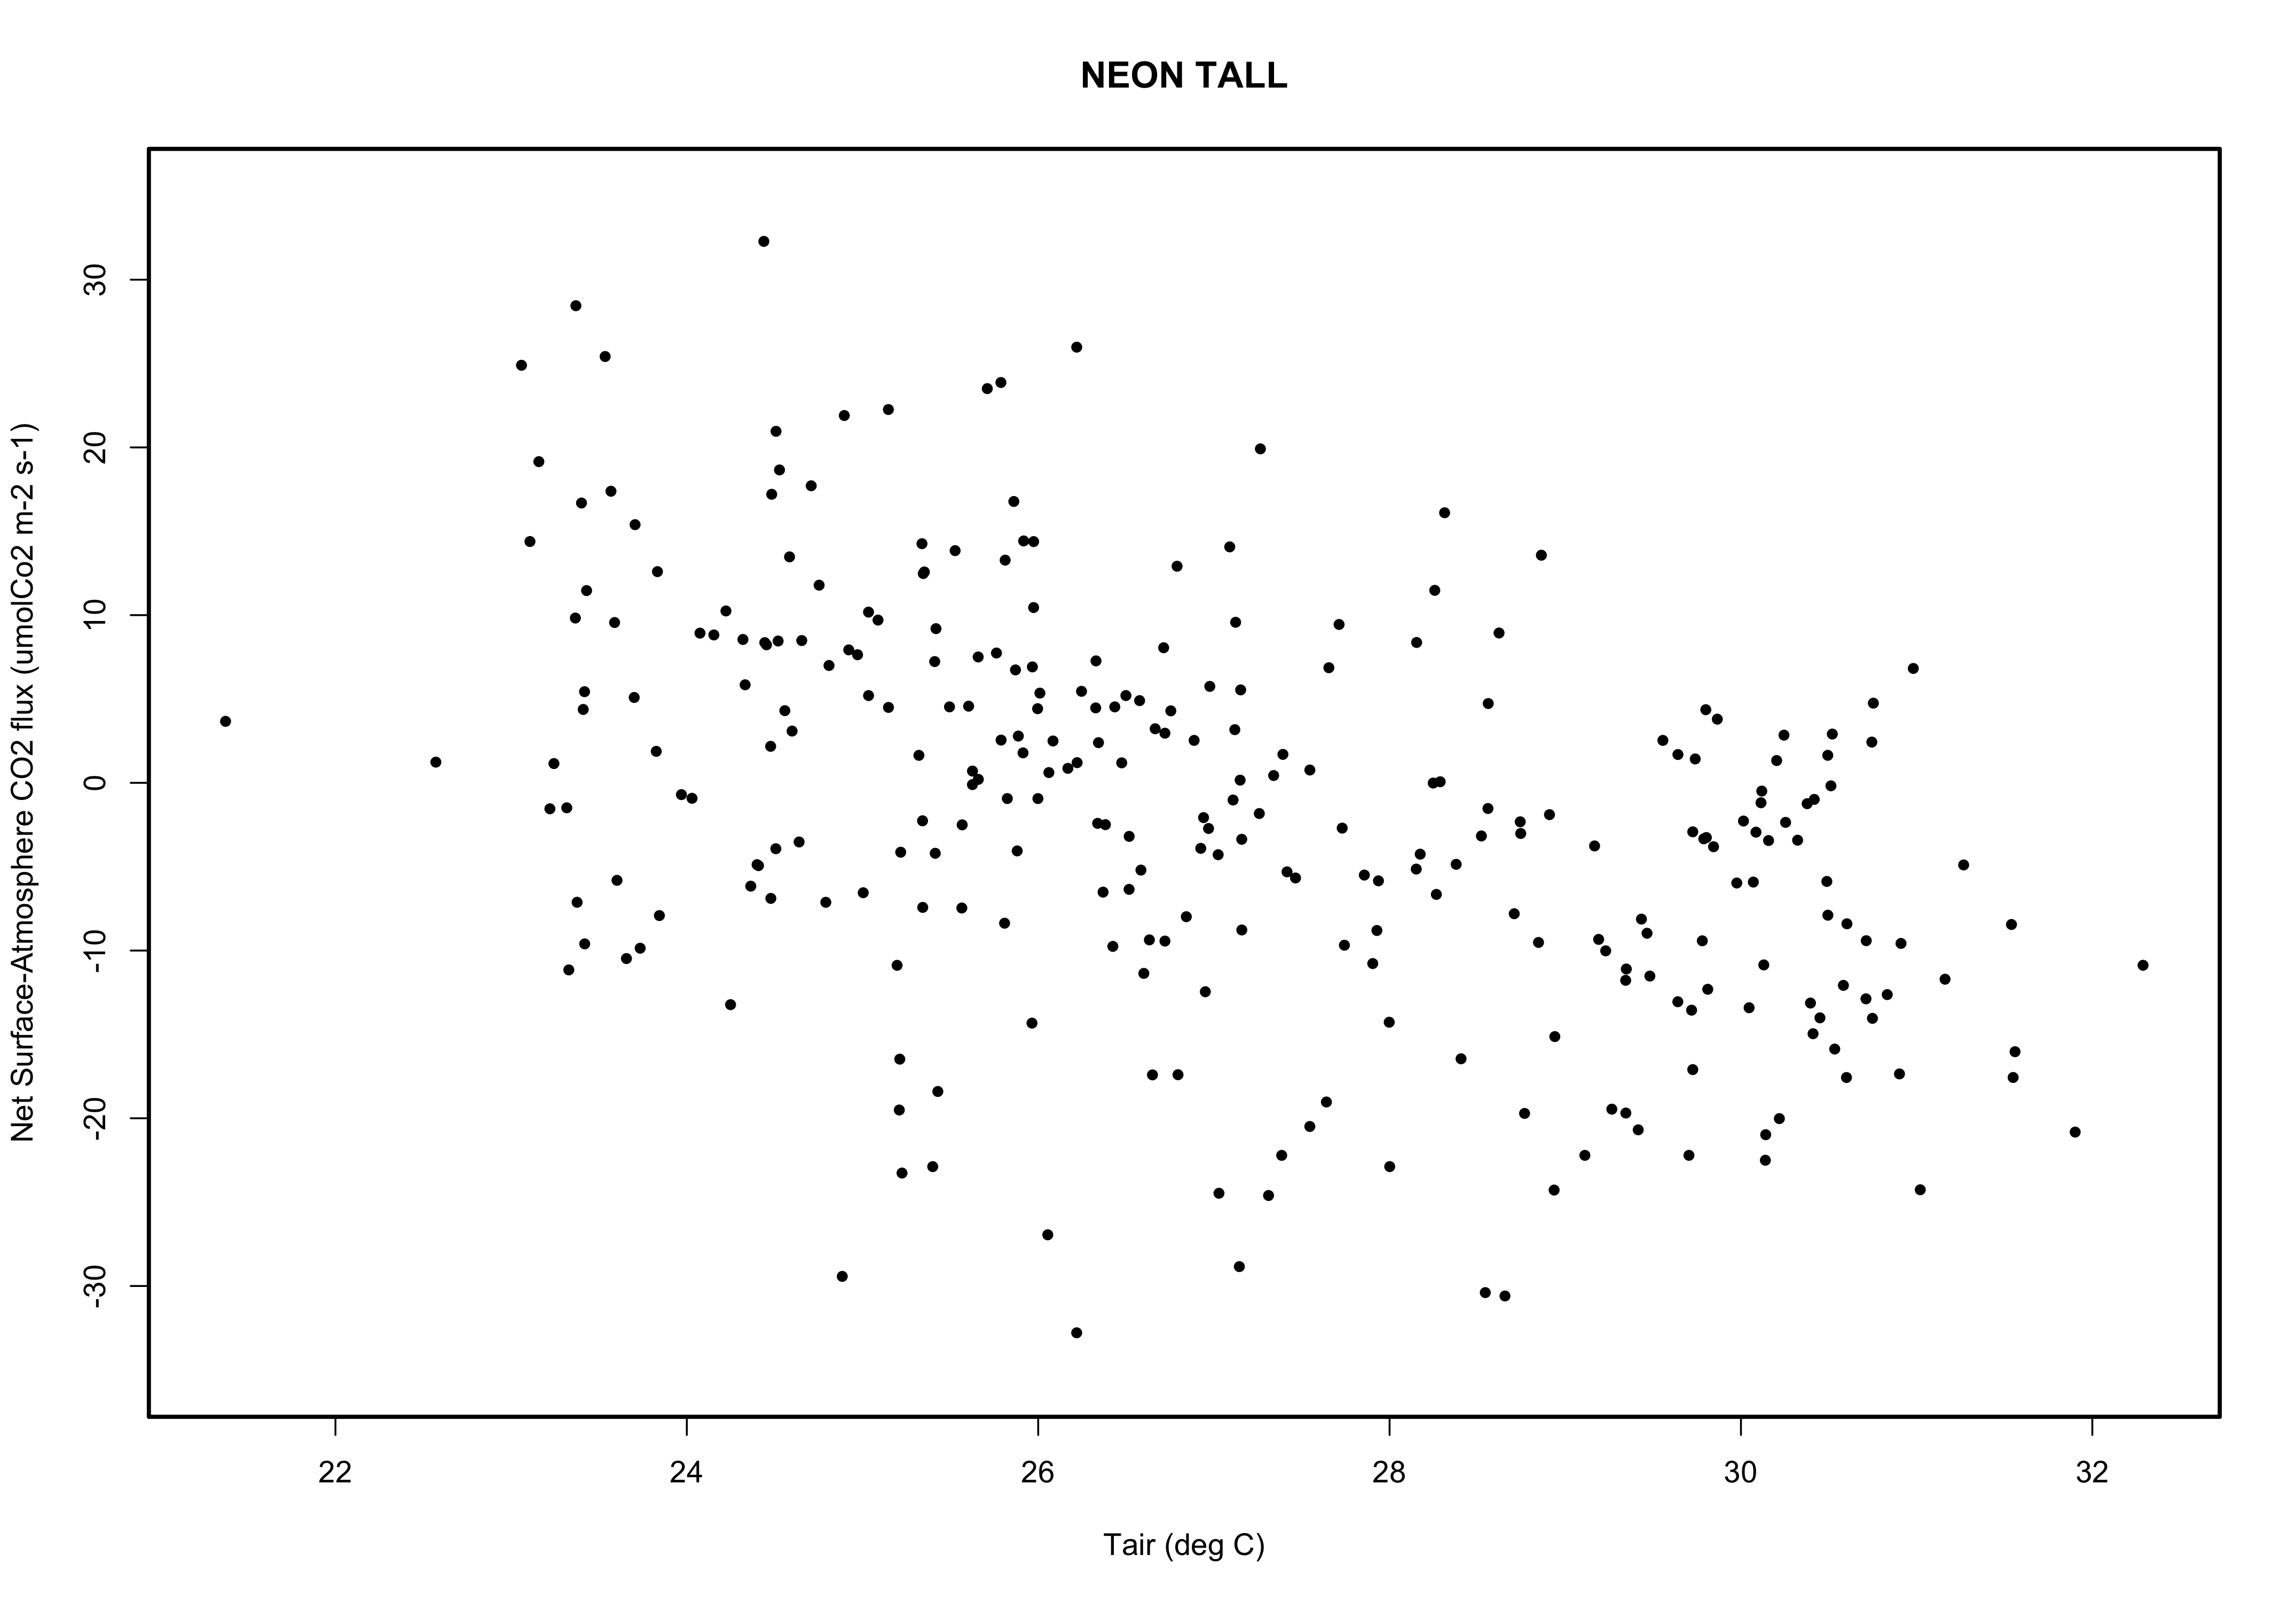 NEON TALL
Net Surface-Atmosphere CO2 flux (umolCo2 m-2 s-1)
30
20
10
0
-10
-20
-30
22 24 26 28 30 32
Tair (deg C)